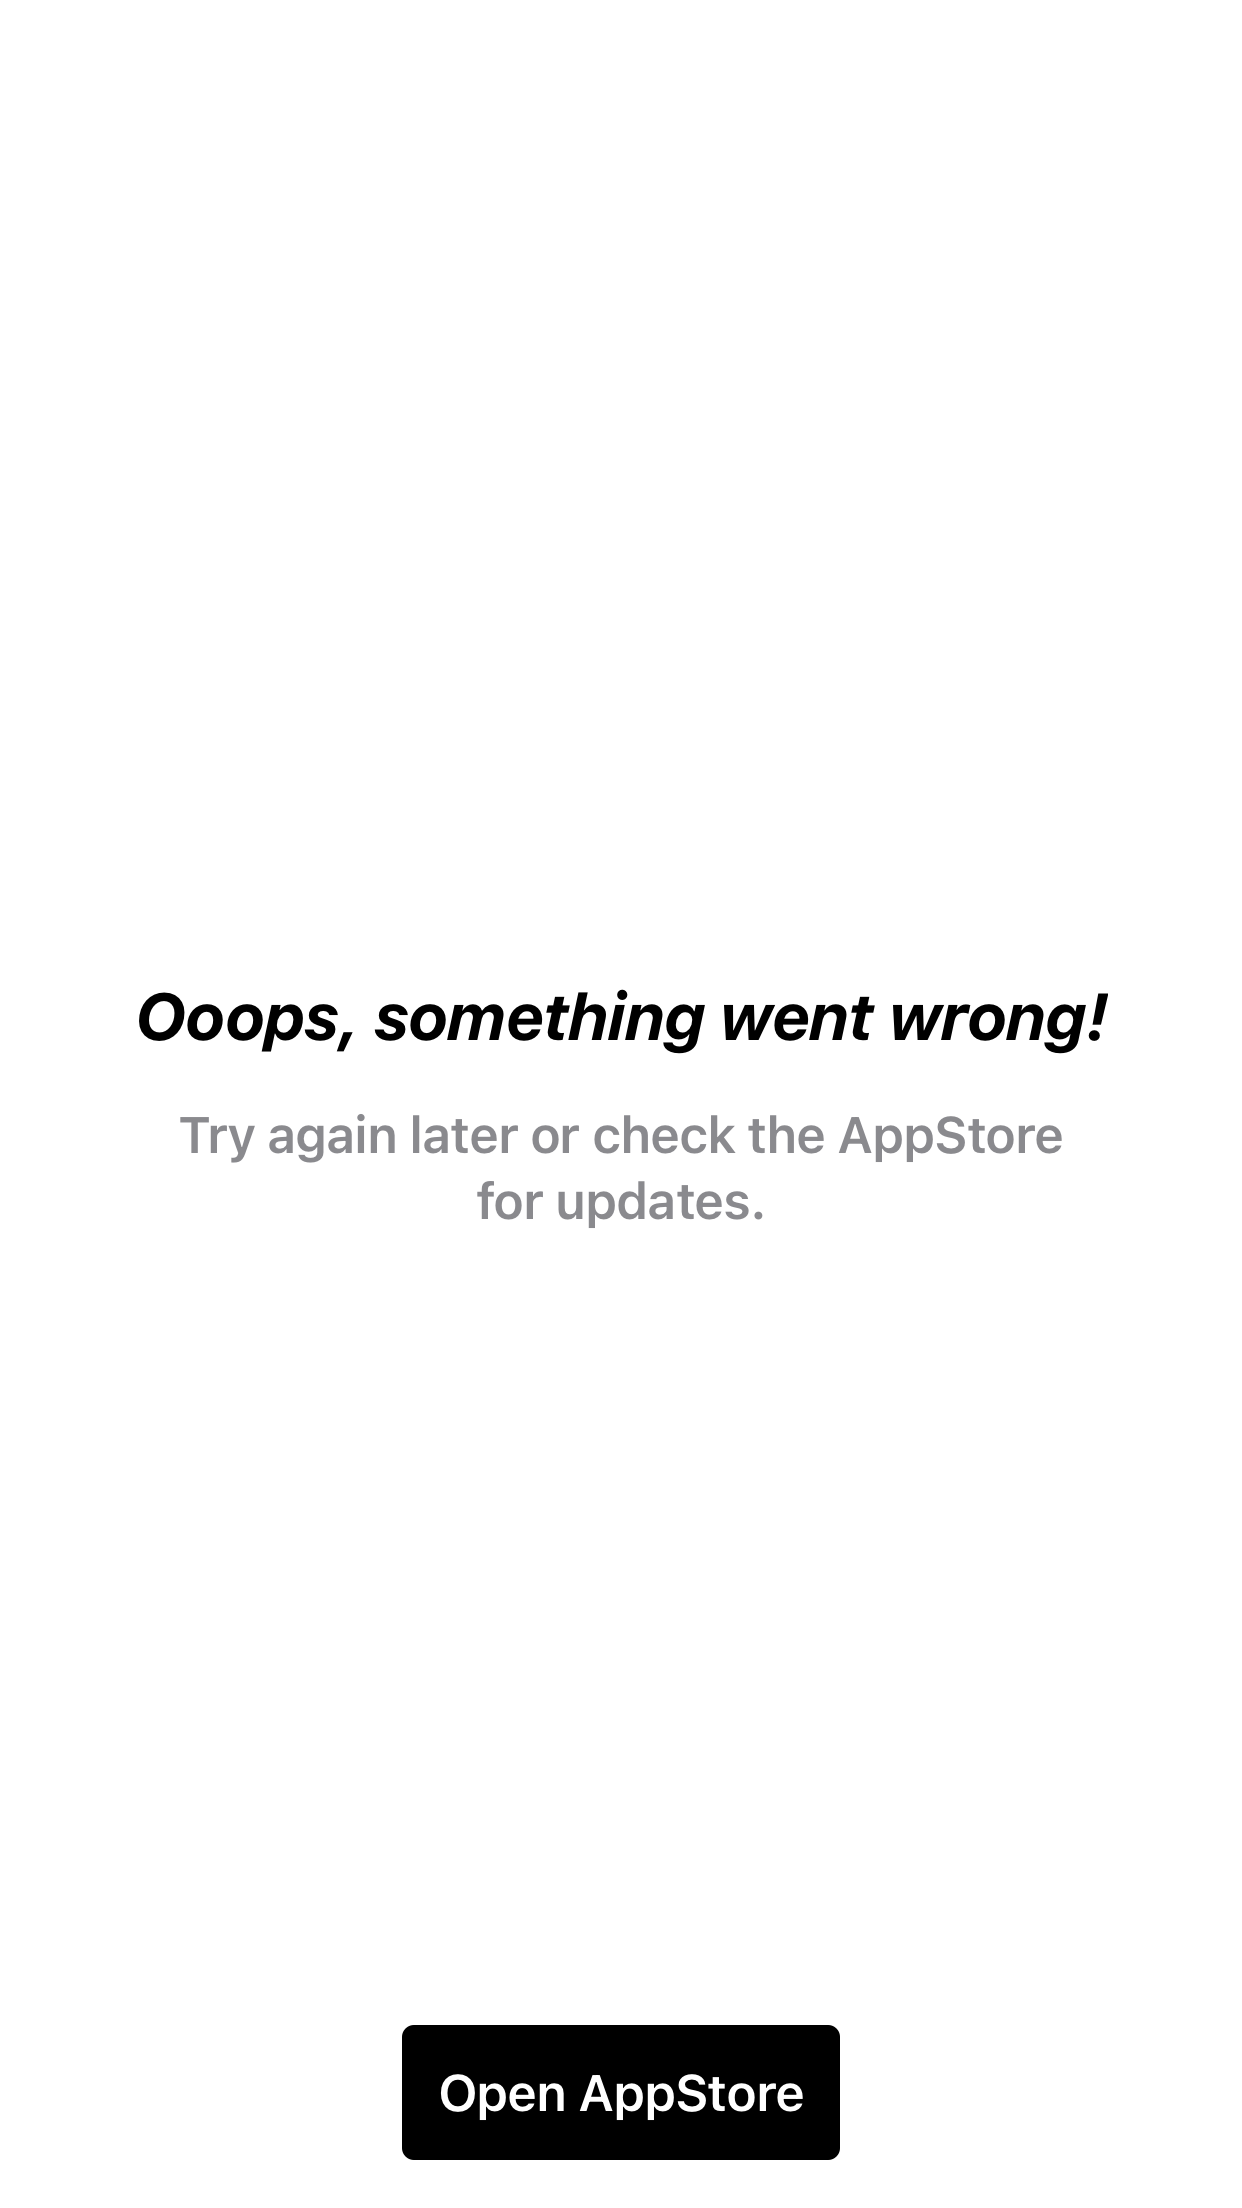 Ooops, something went wrong!
Try again later or check the AppStore
for updates.
Open AppStore